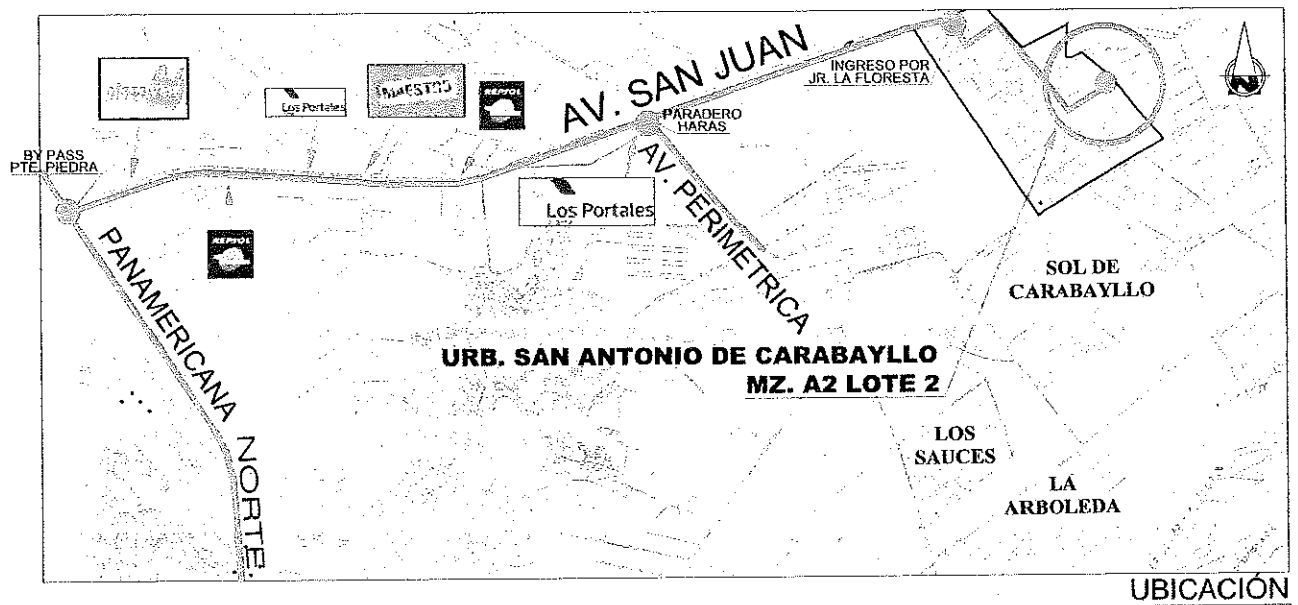 AV. SAN JUAN
INGRESO POR
JR. LA FLORESTA
Los Portales
MAESTRO
REPSOL
PARADERO
HARAS
BY PASS
PTE. PIEDRA
Los Portales
AV. PERIMETRICA
REPSOL
PANAMERICANA NORTE
SOL DE
CARABAYLLO
URB. SAN ANTONIO DE CARABAYLLO
MZ. A2 LOTE 2
LOS
SAUCES
LA
ARBOLEDA
UBICACIÓN